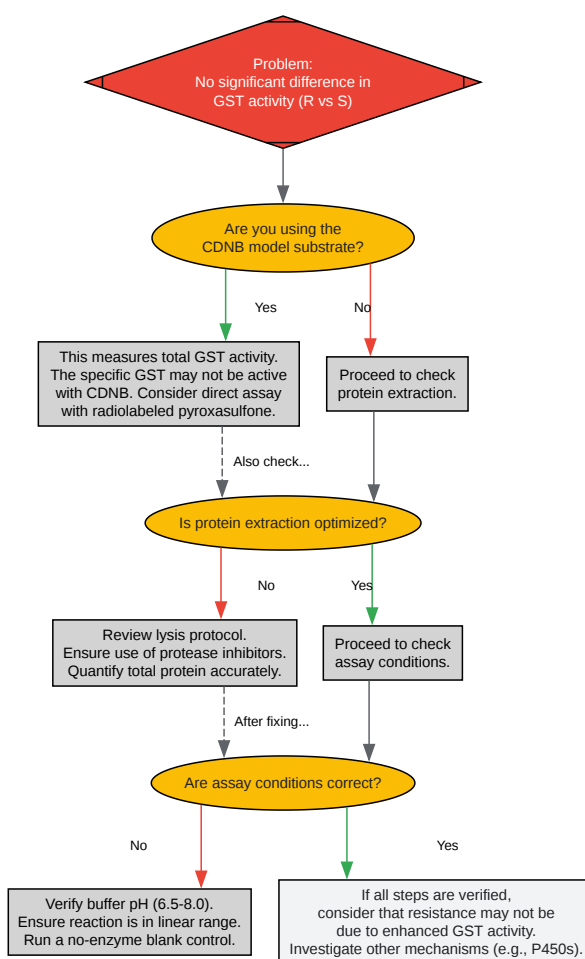 Problem:
No significant difference in
GST activity (R vs S)
Are you using the
CDNB model substrate?
Yes
No
This measures total GST activity.
The specific GST may not be active
with CDNB. Consider direct assay
with radiolabeled pyroxasulfone.
Proceed to check
protein extraction.
Also check...
Is protein extraction optimized?
No
Yes
Review lysis protocol.
Ensure use of protease inhibitors.
Quantify total protein accurately.
Proceed to check
assay conditions.
After fixing...
Are assay conditions correct?
No
Yes
Verify buffer pH (6.5-8.0).
Ensure reaction is in linear range.
Run a no-enzyme blank control.
If all steps are verified,
consider that resistance may not be
due to enhanced GST activity.
Investigate other mechanisms (e.g., P450s).